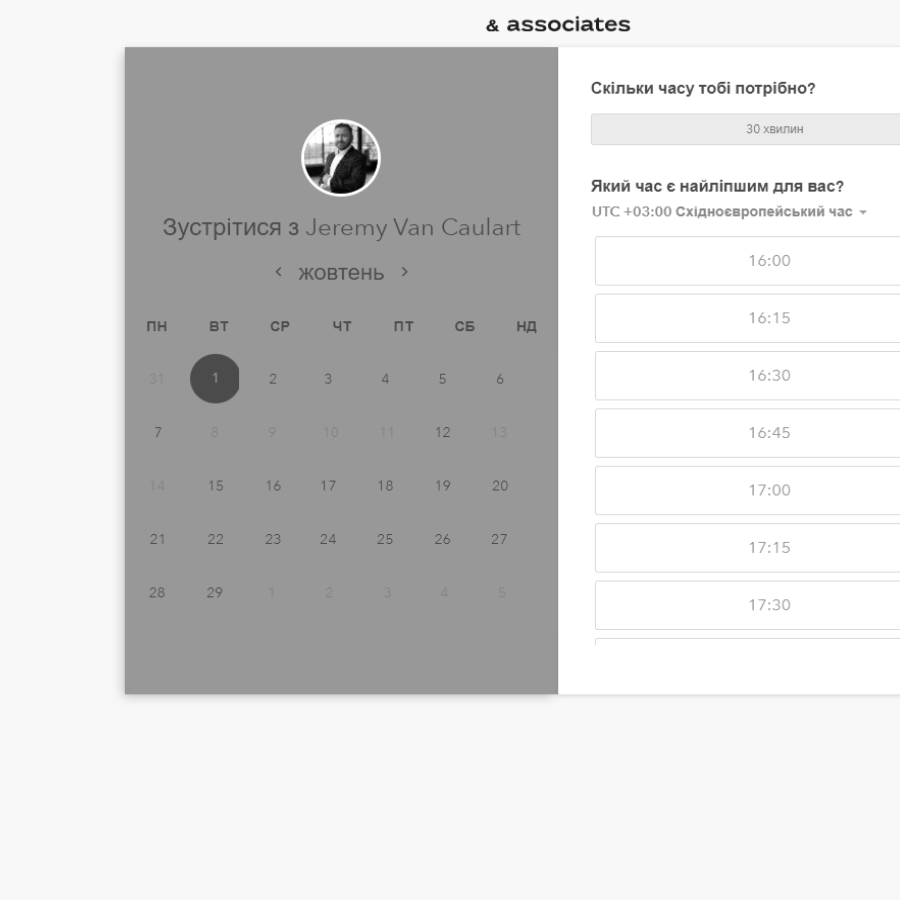 & associates
Зустрітися з Jeremy Van Caulart
жовтень
ПН ВТ СР ЧТ ПТ СБ НД
31 1 2 3 4 5 6
7 8 9 10 11 12 13
14 15 16 17 18 19 20
21 22 23 24 25 26 27
28 29 1 2 3 4 5
Скільки часу тобі потрібно?
30 хвилин
Який час є найліпшим для вас?
UTC +03:00 Східноєвропейський час
16:00
16:15
16:30
16:45
17:00
17:15
17:30